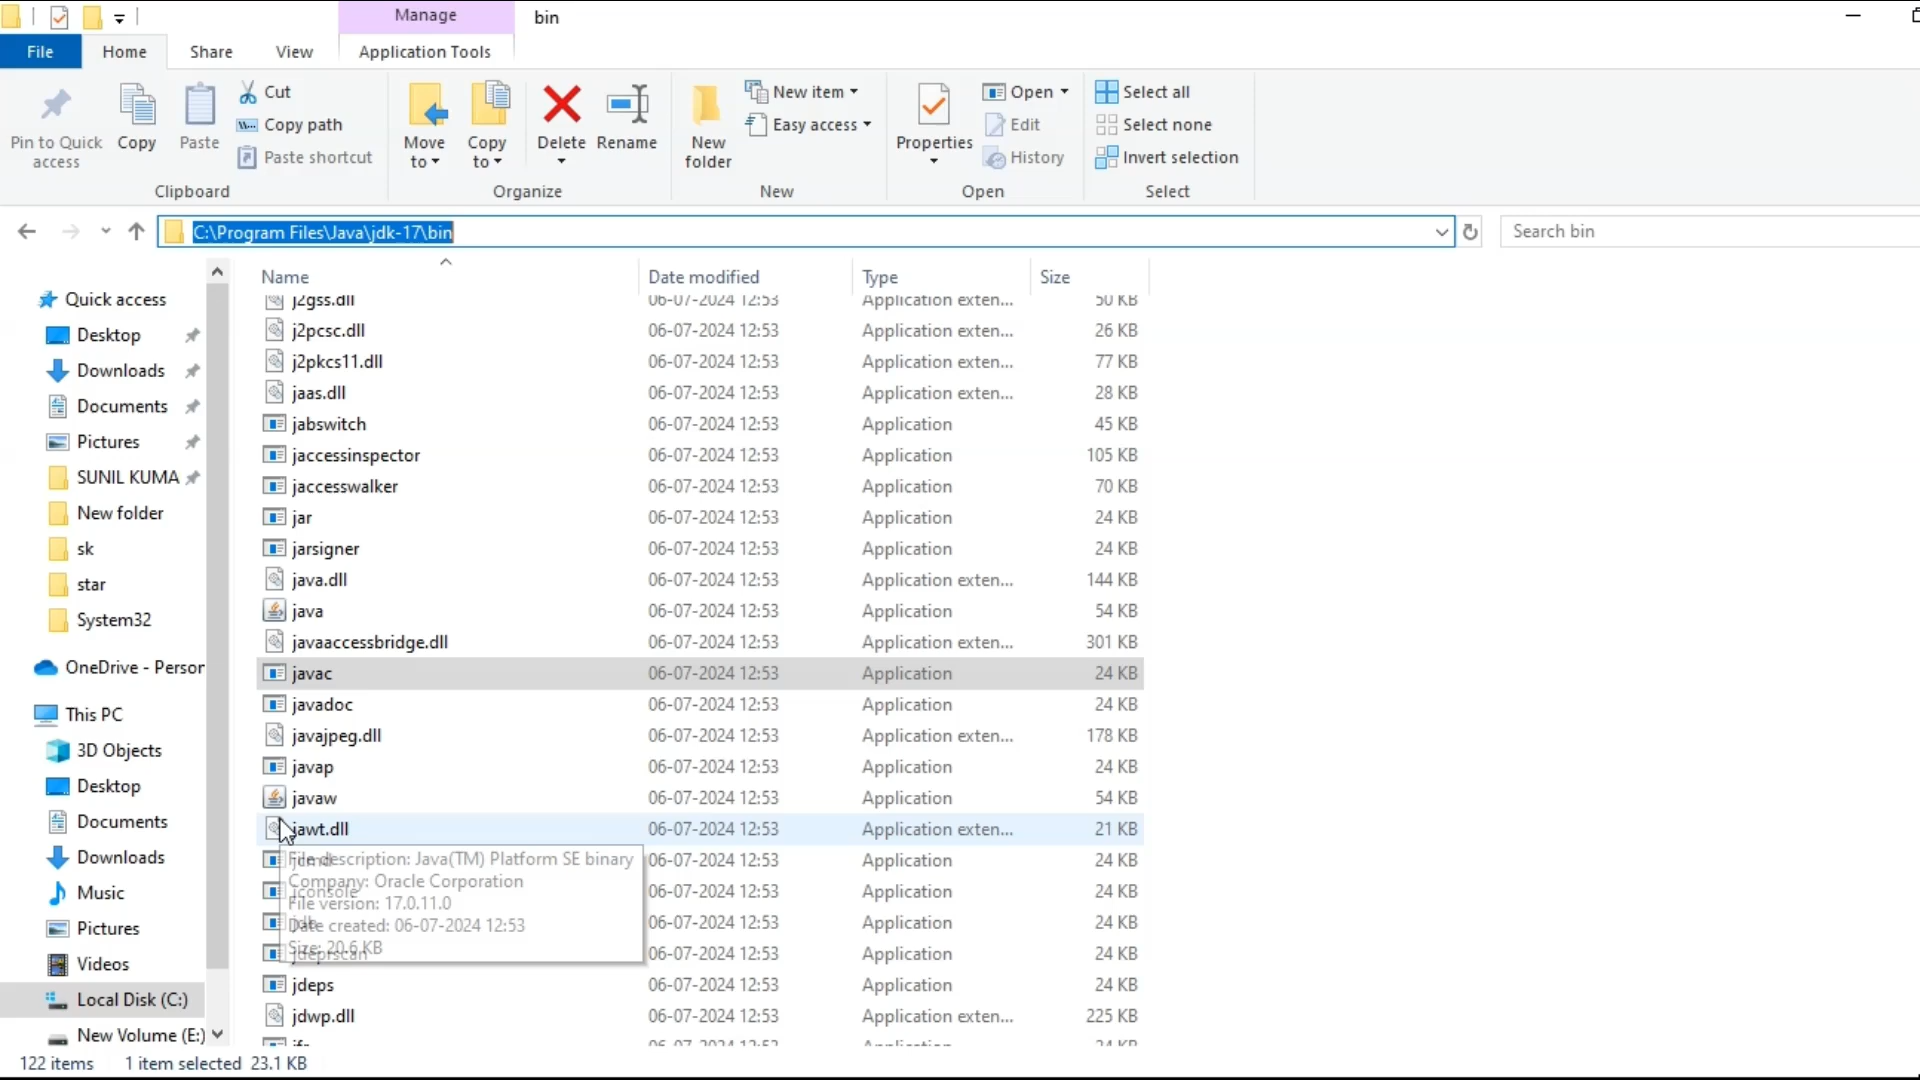 Manage
bin
File
Home
Share
View
Application Tools
Pin to Quick access
Copy
Paste
Cut
Copy path
Paste shortcut
Clipboard
Move to
Copy to
Delete
Rename
Organize
New folder
New item
Easy access
New
Properties
Open
Edit
History
Open
Select all
Select none
Invert selection
Select
C:\Program Files\Java\jdk-17\bin
Search bin
Quick access
Desktop
Downloads
Documents
Pictures
SUNIL KUMA
New folder
sk
star
System32
OneDrive - Person
This PC
3D Objects
Desktop
Documents
Downloads
Music
Pictures
Videos
Local Disk (C:)
New Volume (E:)
Name Date modified Type Size
j2gss.dll 06-07-2024 12:53 Application exten... 50 KB
j2pcsc.dll 06-07-2024 12:53 Application exten... 26 KB
j2pkcs11.dll 06-07-2024 12:53 Application exten... 77 KB
jaas.dll 06-07-2024 12:53 Application exten... 28 KB
jabswitch 06-07-2024 12:53 Application 45 KB
jaccessinspector 06-07-2024 12:53 Application 105 KB
jaccesswalker 06-07-2024 12:53 Application 70 KB
jar 06-07-2024 12:53 Application 24 KB
jarsigner 06-07-2024 12:53 Application 24 KB
java.dll 06-07-2024 12:53 Application exten... 144 KB
java 06-07-2024 12:53 Application 54 KB
javaaccessbridge.dll 06-07-2024 12:53 Application exten... 301 KB
javac 06-07-2024 12:53 Application 24 KB
javadoc 06-07-2024 12:53 Application 24 KB
javajpeg.dll 06-07-2024 12:53 Application exten... 178 KB
javap 06-07-2024 12:53 Application 24 KB
javaw 06-07-2024 12:53 Application 54 KB
jawt.dll 06-07-2024 12:53 Application exten... 21 KB
jcmd 06-07-2024 12:53 Application 24 KB
jconsole 06-07-2024 12:53 Application 24 KB
jdb 06-07-2024 12:53 Application 24 KB
jdeprscan 06-07-2024 12:53 Application 24 KB
jdeps 06-07-2024 12:53 Application 24 KB
jdwp.dll 06-07-2024 12:53 Application exten... 225 KB
File description: Java(TM) Platform SE binary
Company: Oracle Corporation
File version: 17.0.11.0
Date created: 06-07-2024 12:53
Size: 20.6 KB
122 items 1 item selected 23.1 KB